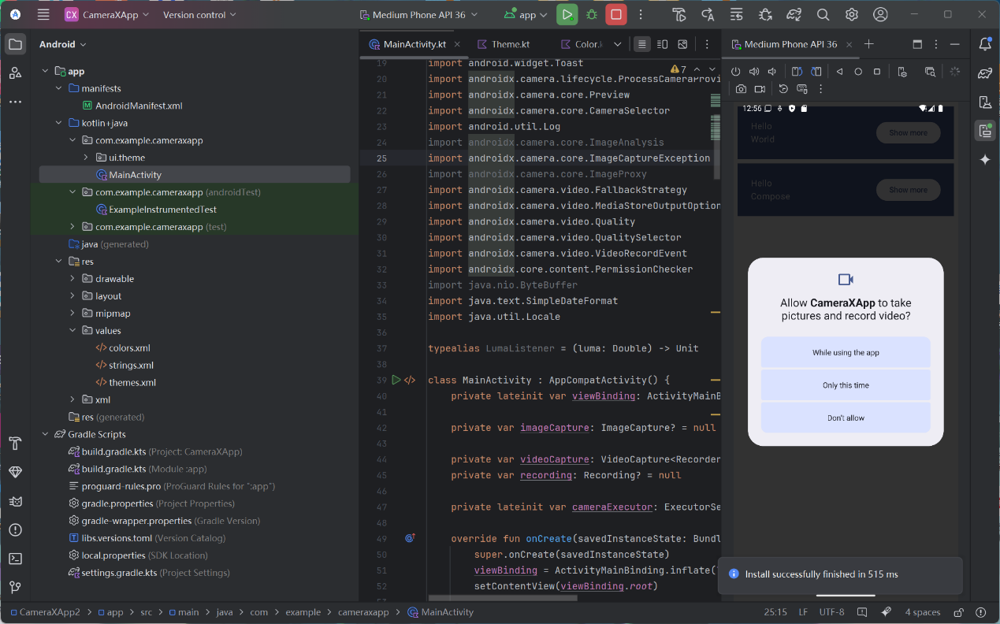 CX CameraXApp Version control Medium Phone API 36 app
Android
app
manifests
M AndroidManifest.xml
kotlin+java
com.example.cameraxapp
ui.theme
MainActivity
com.example.cameraxapp (androidTest)
ExampleInstrumentedTest
com.example.cameraxapp (test)
java (generated)
res
drawable
layout
mipmap
values
</> colors.xml
</> strings.xml
</> themes.xml
xml
res (generated)
Gradle Scripts
build.gradle.kts (Project: CameraXApp)
build.gradle.kts (Module :app)
proguard-rules.pro (ProGuard Rules for ":app")
gradle.properties (Project Properties)
gradle-wrapper.properties (Gradle Version)
T libs.versions.toml (Version Catalog)
local.properties (SDK Location)
settings.gradle.kts (Project Settings)
MainActivity.kt Theme.kt Color.
7
19 import android.widget.Toast
20 import androidx.camera.lifecycle.ProcessCameraProvi
21 import androidx.camera.core.Preview
22 import androidx.camera.core.CameraSelector
23 import android.util.Log
24 import androidx.camera.core.ImageAnalysis
25 import androidx.camera.core.ImageCaptureException
26 import androidx.camera.core.ImageProxy
27 import androidx.camera.video.FallbackStrategy
28 import androidx.camera.video.MediaStoreOutputOption
29 import androidx.camera.video.Quality
30 import androidx.camera.video.QualitySelector
31 import androidx.camera.video.VideoRecordEvent
32 import androidx.core.content.PermissionChecker
33 import java.nio.ByteBuffer
34 import java.text.SimpleDateFormat
35 import java.util.Locale
36
37 typealias LumaListener = (luma: Double) -> Unit
38
39 </> class MainActivity : AppCompatActivity() {
40 private lateinit var viewBinding: ActivityMainB
41
42 private var imageCapture: ImageCapture? = null
43
44 private var videoCapture: VideoCapture<Recorder
45 private var recording: Recording? = null
46
47 private lateinit var cameraExecutor: ExecutorSe
48
49 override fun onCreate(savedInstanceState: Bundl
50 super.onCreate(savedInstanceState)
51 viewBinding = ActivityMainBinding.inflate(
52 setContentView(viewBinding.root)
Medium Phone API 36
12:56
Hello
World
Show more
Hello
Compose
Show more
Allow CameraXApp to take
pictures and record video?
While using the app
Only this time
Don't allow
Install successfully finished in 515 ms
CameraXApp2 > app > src > main > java > com > example > cameraxapp > MainActivity 25:15 LF UTF-8 4 spaces